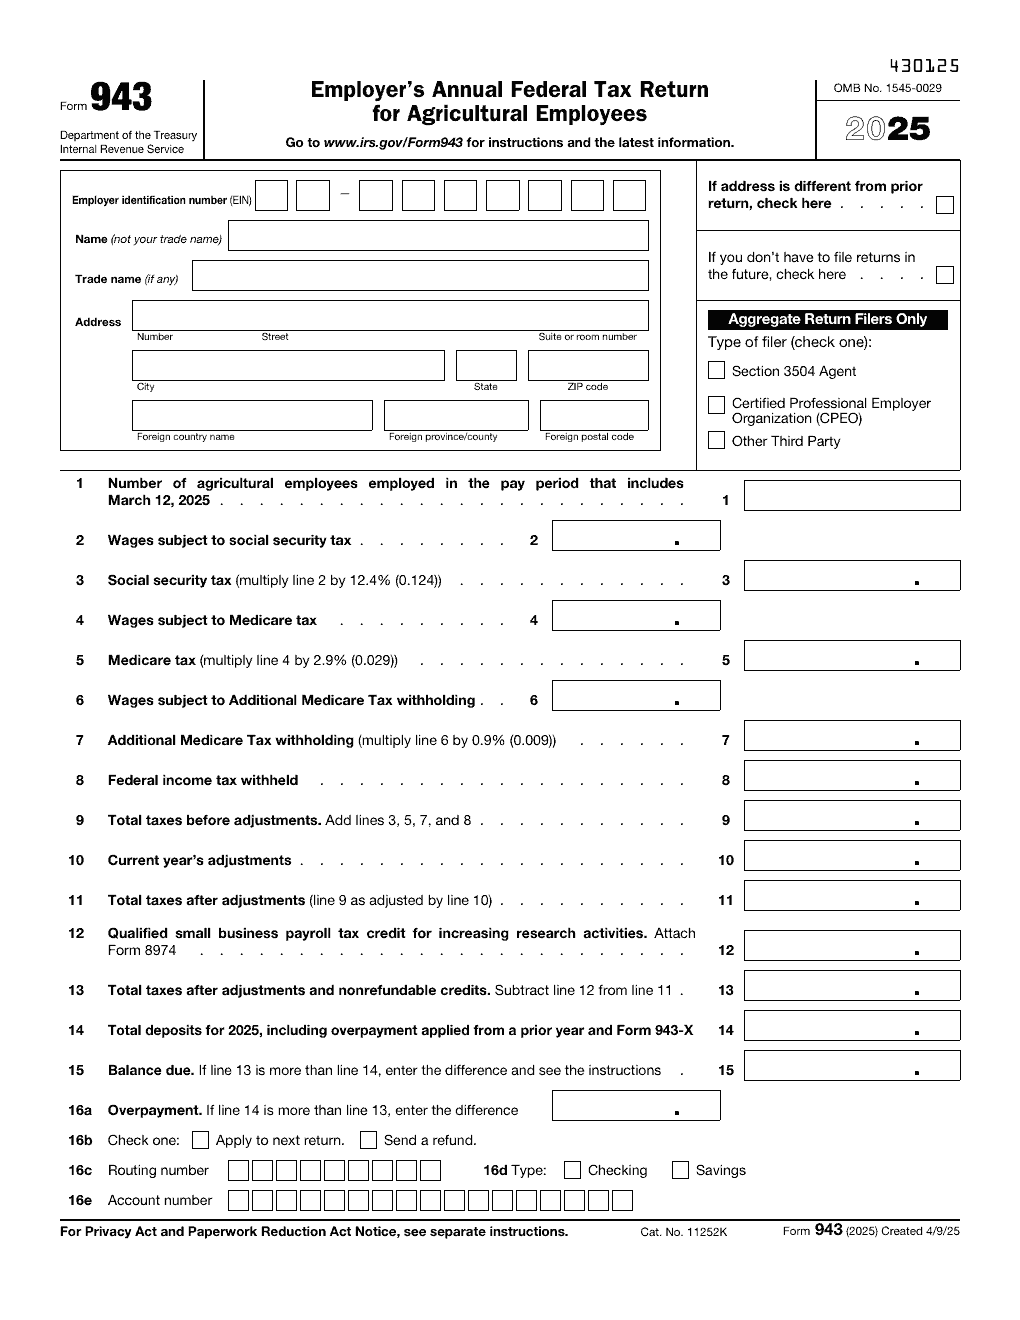 430125
Form 943
Department of the Treasury
Internal Revenue Service
Employer's Annual Federal Tax Return
for Agricultural Employees
Go to www.irs.gov/Form943 for instructions and the latest information.
OMB No. 1545-0029
2025
Employer identification number (EIN) –
Name (not your trade name)
Trade name (if any)
Address
Number Street Suite or room number
City State ZIP code
Foreign country name Foreign province/county Foreign postal code
If address is different from prior
return, check here . . . . .
If you don't have to file returns in
the future, check here . . . .
Aggregate Return Filers Only
Type of filer (check one):
Section 3504 Agent
Certified Professional Employer
Organization (CPEO)
Other Third Party
1 Number of agricultural employees employed in the pay period that includes
March 12, 2025 . . . . . . . . . . . . . . . . . . . . . . . . 1
2 Wages subject to social security tax . . . . . . . . 2 .
3 Social security tax (multiply line 2 by 12.4% (0.124)) . . . . . . . . . . . . 3 .
4 Wages subject to Medicare tax . . . . . . . . . 4 .
5 Medicare tax (multiply line 4 by 2.9% (0.029)) . . . . . . . . . . . . . . 5 .
6 Wages subject to Additional Medicare Tax withholding . . 6 .
7 Additional Medicare Tax withholding (multiply line 6 by 0.9% (0.009)) . . . . . . 7 .
8 Federal income tax withheld . . . . . . . . . . . . . . . . . . . 8 .
9 Total taxes before adjustments. Add lines 3, 5, 7, and 8 . . . . . . . . . . . 9 .
10 Current year's adjustments . . . . . . . . . . . . . . . . . . . . 10 .
11 Total taxes after adjustments (line 9 as adjusted by line 10) . . . . . . . . . . 11 .
12 Qualified small business payroll tax credit for increasing research activities. Attach
Form 8974 . . . . . . . . . . . . . . . . . . . . . . . . . 12 .
13 Total taxes after adjustments and nonrefundable credits. Subtract line 12 from line 11 . 13 .
14 Total deposits for 2025, including overpayment applied from a prior year and Form 943-X 14 .
15 Balance due. If line 13 is more than line 14, enter the difference and see the instructions . 15 .
16a Overpayment. If line 14 is more than line 13, enter the difference .
16b Check one: Apply to next return. Send a refund.
16c Routing number 16d Type: Checking Savings
16e Account number
For Privacy Act and Paperwork Reduction Act Notice, see separate instructions. Cat. No. 11252K Form 943 (2025) Created 4/9/25